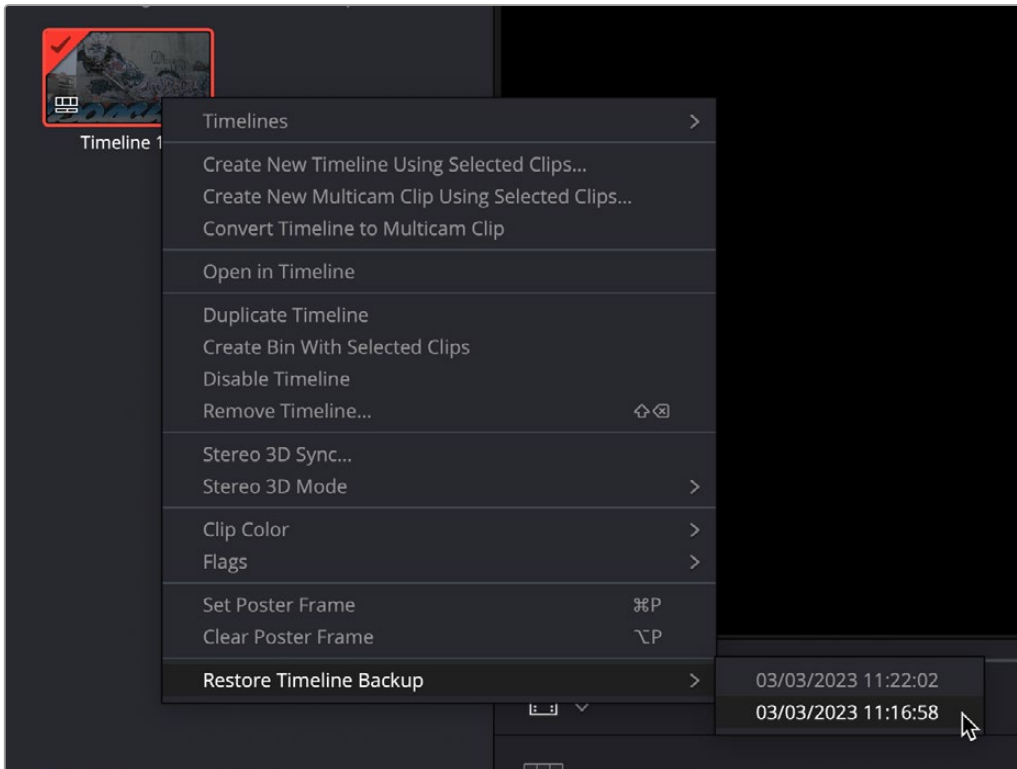 Timeline 1
Timelines
Create New Timeline Using Selected Clips...
Create New Multicam Clip Using Selected Clips...
Convert Timeline to Multicam Clip
Open in Timeline
Duplicate Timeline
Create Bin With Selected Clips
Disable Timeline
Remove Timeline... ⇧⌫
Stereo 3D Sync...
Stereo 3D Mode
Clip Color
Flags
Set Poster Frame ⌘P
Clear Poster Frame ⌥P
Restore Timeline Backup
03/03/2023 11:22:02
03/03/2023 11:16:58